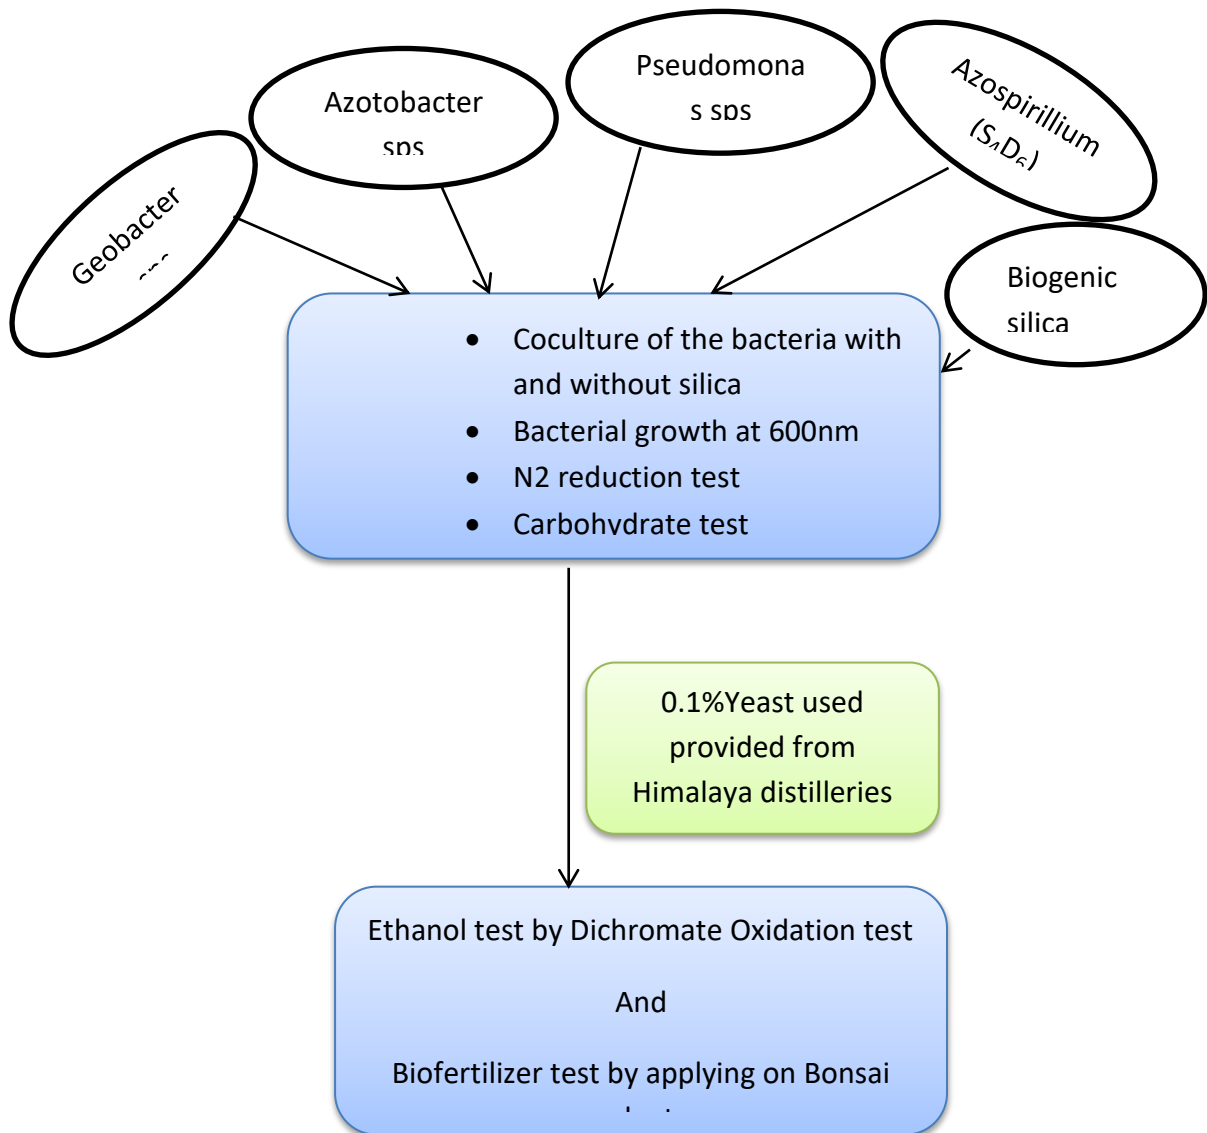 Geobacter
Azotobacter
sps
Pseudomona
s sps
Azospirillium
(S₄D₆)
Biogenic
silica
• Coculture of the bacteria with
and without silica
• Bacterial growth at 600nm
• N2 reduction test
• Carbohydrate test
0.1%Yeast used
provided from
Himalaya distilleries
Ethanol test by Dichromate Oxidation test
And
Biofertilizer test by applying on Bonsai